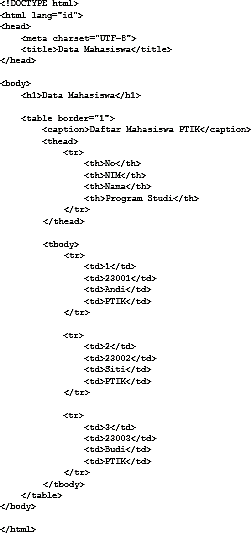 <!DOCTYPE html>
<html lang="id">
<head>
    <meta charset="UTF-8">
    <title>Data Mahasiswa</title>
</head>

<body>
    <h1>Data Mahasiswa</h1>

    <table border="1">
        <caption>Daftar Mahasiswa PTIK</caption>
        <thead>
            <tr>
                <th>No</th>
                <th>NIM</th>
                <th>Nama</th>
                <th>Program Studi</th>
            </tr>
        </thead>

        <tbody>
            <tr>
                <td>1</td>
                <td>23001</td>
                <td>Andi</td>
                <td>PTIK</td>
            </tr>

            <tr>
                <td>2</td>
                <td>23002</td>
                <td>Siti</td>
                <td>PTIK</td>
            </tr>

            <tr>
                <td>3</td>
                <td>23003</td>
                <td>Budi</td>
                <td>PTIK</td>
            </tr>
        </tbody>
    </table>
</body>

</html>